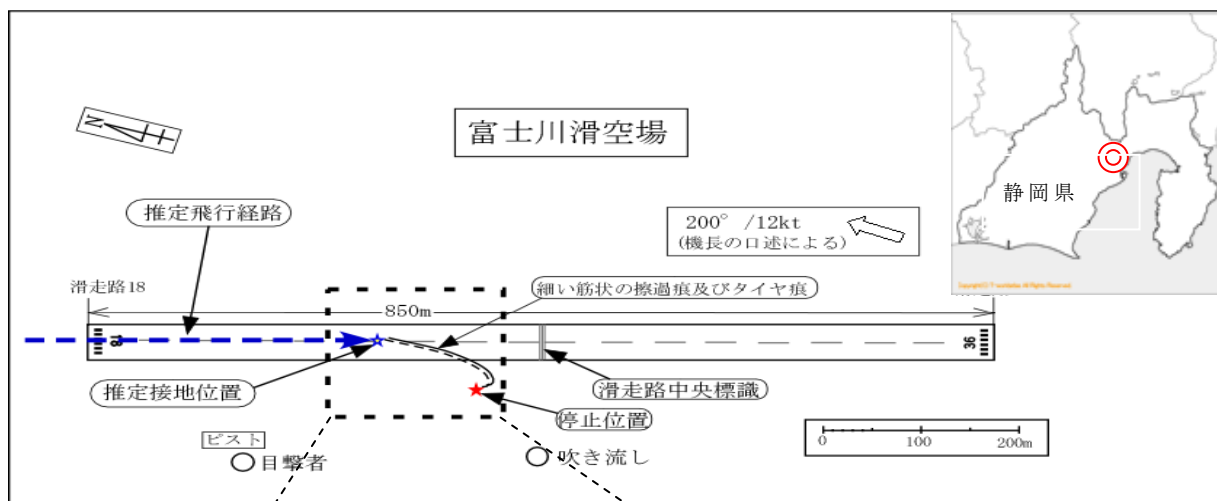 富士川滑空場
N
静岡県
推定飛行経路
200° /12kt
(機長の口述による)
滑走路18
細い筋状の擦過痕及びタイヤ痕
850m
18
36
推定接地位置
滑走路中央標識
停止位置
ピスト
目撃者
吹き流し
0 100 200m